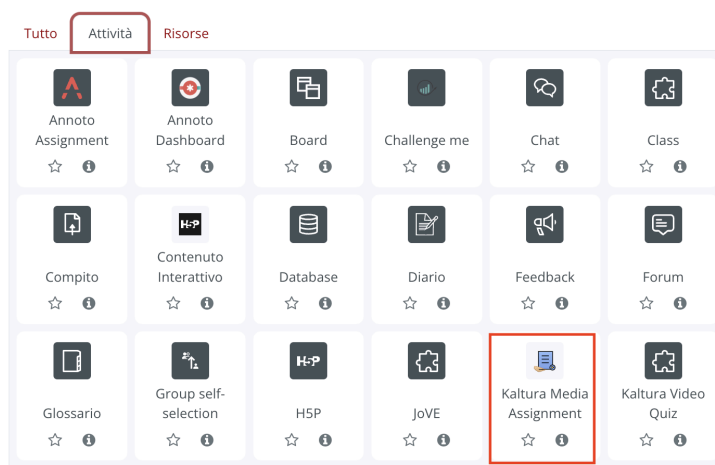 Tutto Attività Risorse
Annoto Assignment
Annoto Dashboard
Board
Challenge me
Chat
Class
Compito
H5P
Contenuto Interattivo
Database
Diario
Feedback
Forum
Glossario
Group self-selection
H5P
H5P
JoVE
Kaltura Media Assignment
Kaltura Video Quiz